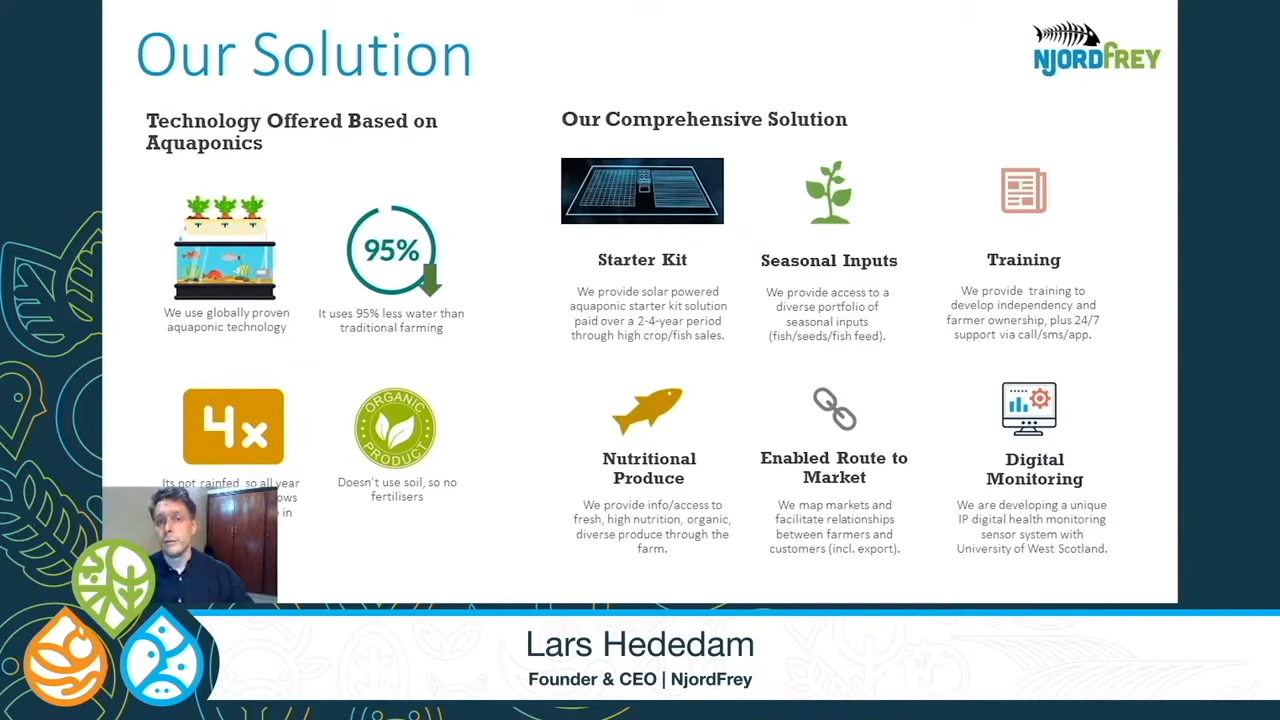 Our Solution
NJORDFREY
Technology Offered Based on
Aquaponics
We use globally proven
aquaponic technology
95%
It uses 95% less water than
traditional farming
4x
Its not rainfed so all year
ows
in
ORGANIC
PRODUCT
Doesn't use soil, so no
fertilisers
Our Comprehensive Solution
Starter Kit
We provide solar powered
aquaponic starter kit solution
paid over a 2-4-year period
through high crop/fish sales.
Seasonal Inputs
We provide access to a
diverse portfolio of
seasonal inputs
(fish/seeds/fish feed).
Training
We provide training to
develop independency and
farmer ownership, plus 24/7
support via call/sms/app.
Nutritional
Produce
We provide info/access to
fresh, high nutrition, organic,
diverse produce through the
farm.
Enabled Route to
Market
We map markets and
facilitate relationships
between farmers and
customers (incl. export).
Digital
Monitoring
We are developing a unique
IP digital health monitoring
sensor system with
University of West Scotland.
Lars Hededam
Founder & CEO | NjordFrey